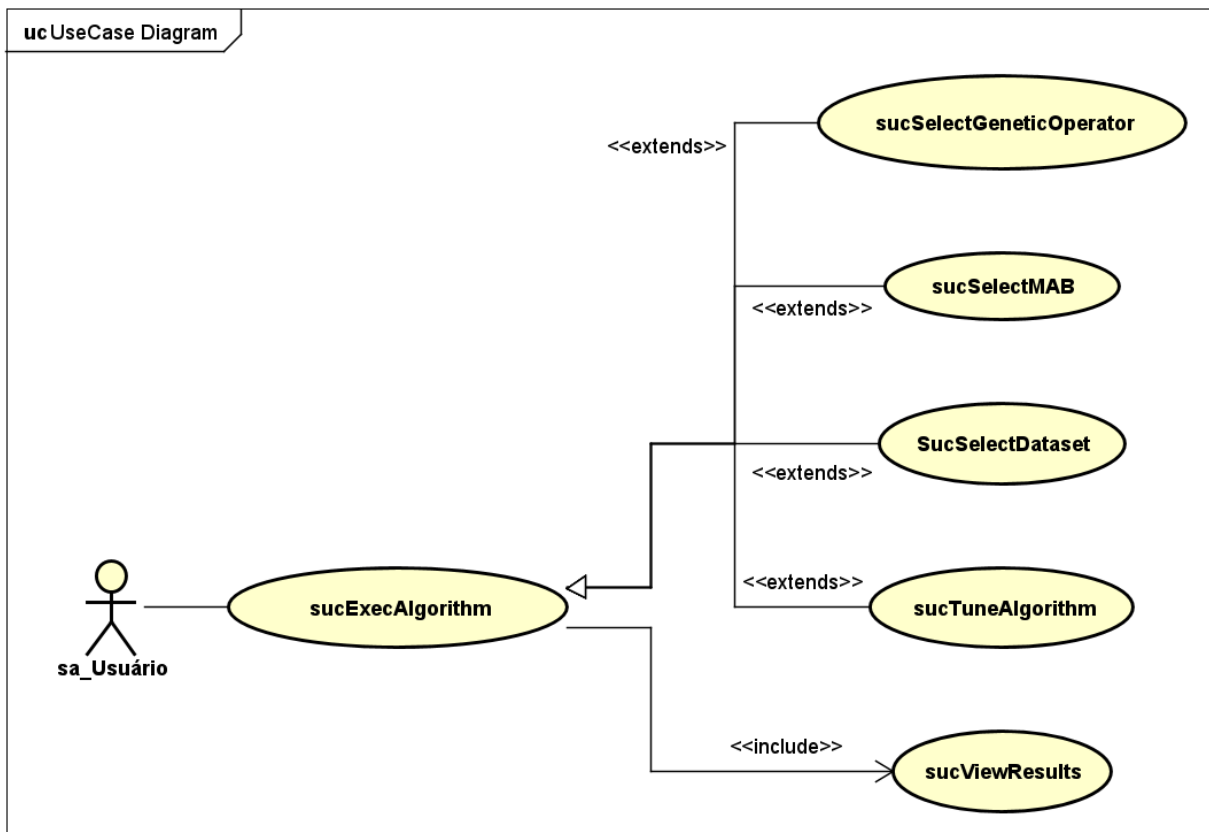 uc UseCase Diagram
sucSelectGeneticOperator
<<extends>>
sucSelectMAB
<<extends>>
SucSelectDataset
<<extends>>
<<extends>>
sucExecAlgorithm
sucTuneAlgorithm
sa_Usuário
<<include>>
sucViewResults